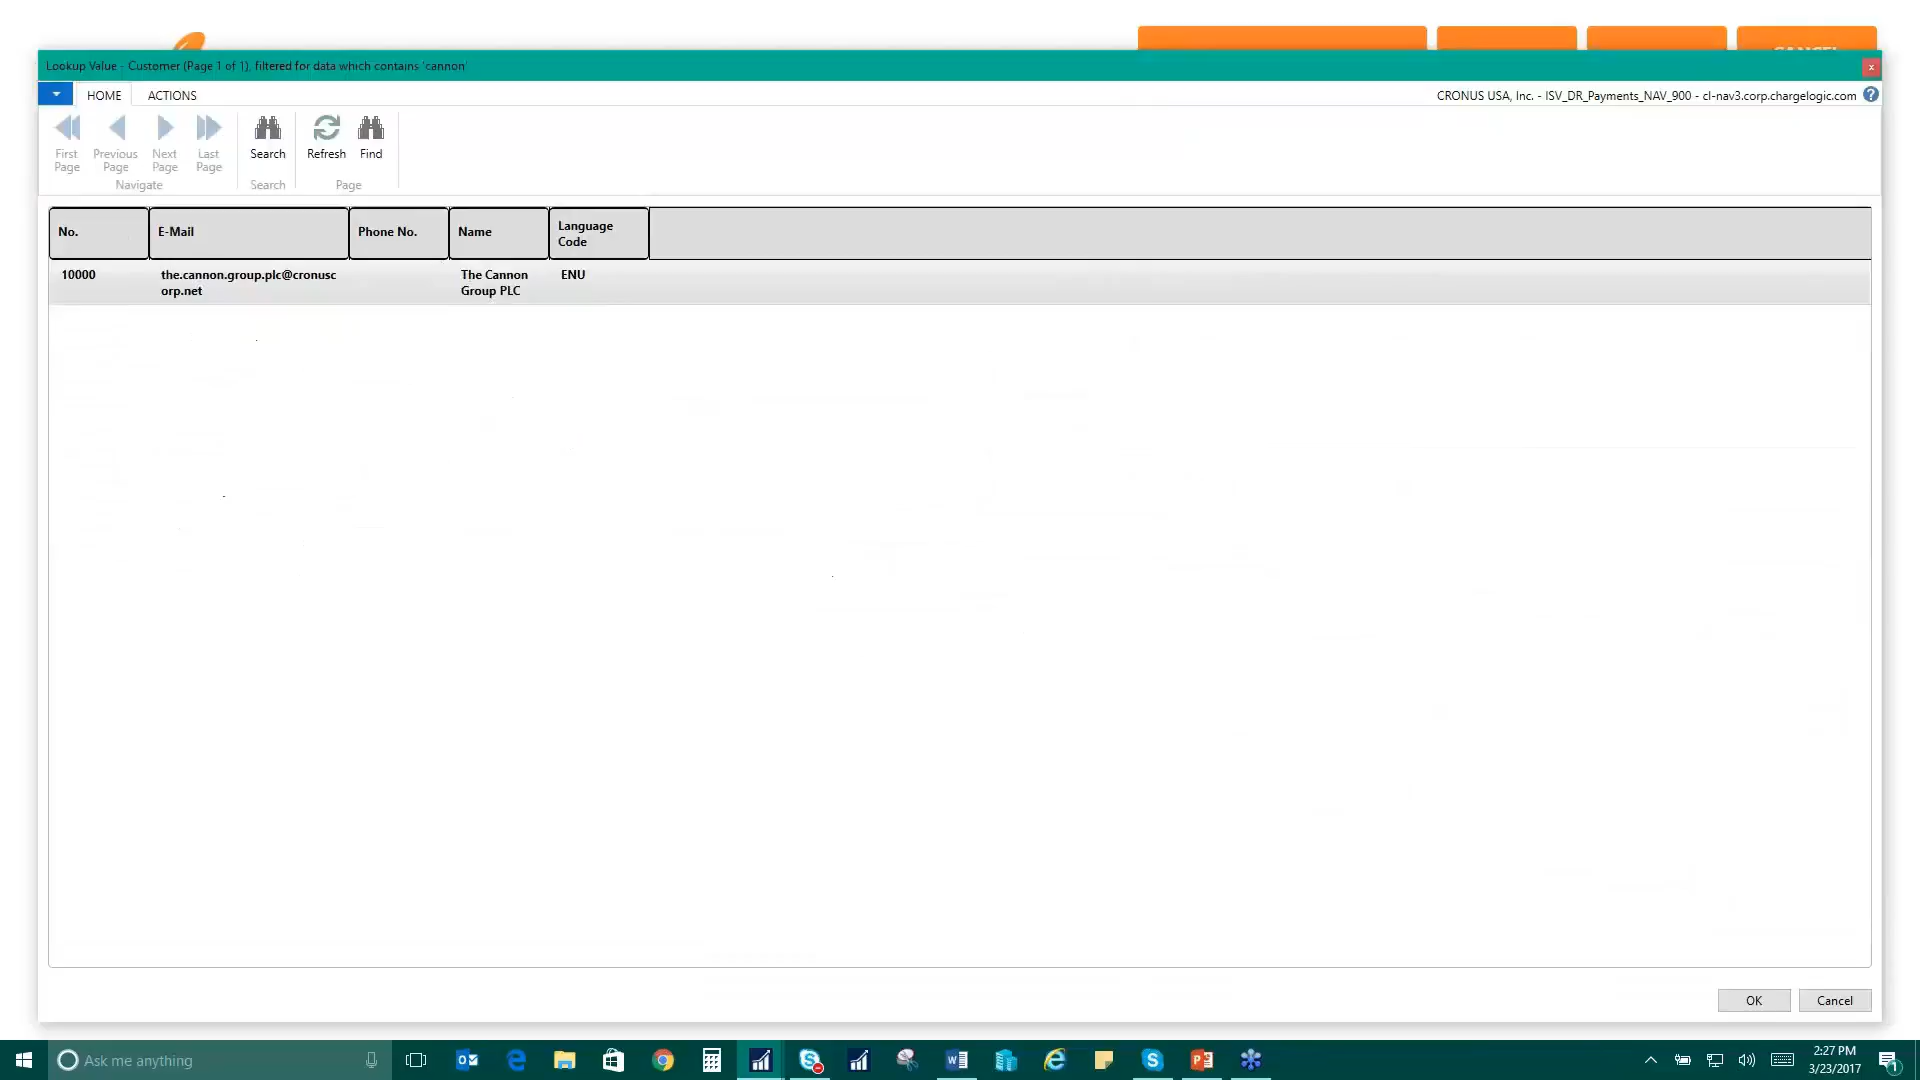 Lookup Value - Customer (Page 1 of 1), filtered for data which contains 'cannon'
x
HOME ACTIONS
CRONUS USA, Inc. - ISV_DR_Payments_NAV_900 - cl-nav3.corp.chargelogic.com ?
First Page
Previous Page
Next Page
Last Page
Search
Refresh
Find
Navigate
Search
Page
No. E-Mail Phone No. Name Language Code
10000 the.cannon.group.plc@cronuscorp.net The Cannon Group PLC ENU
OK Cancel
Ask me anything
2:27 PM
3/23/2017
1